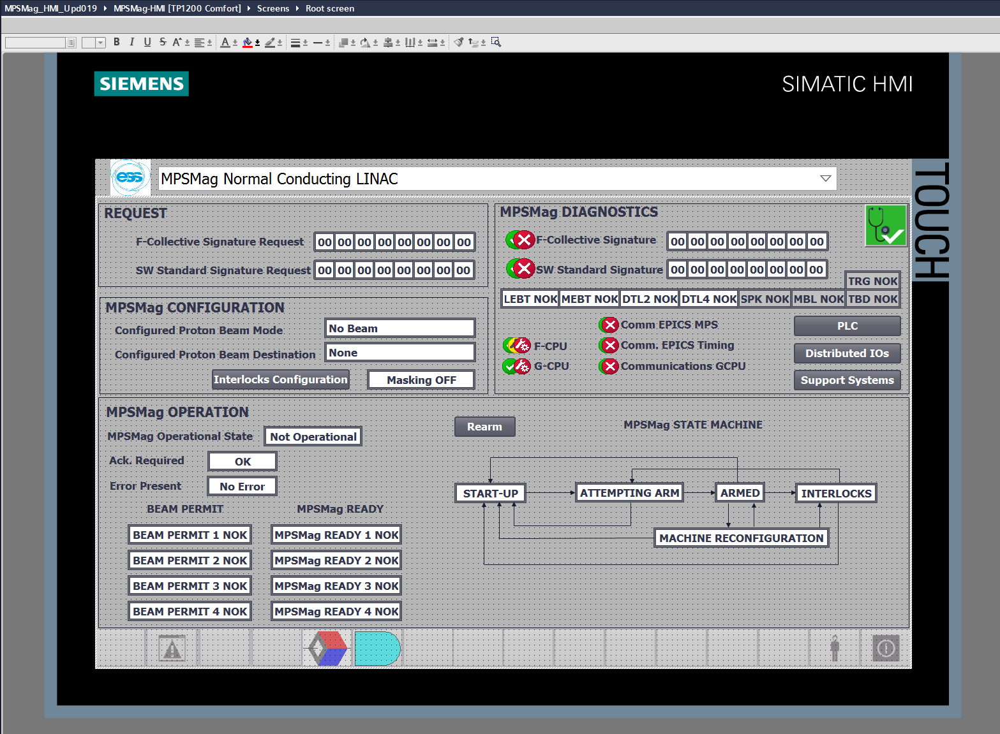 MPSMag_HMI_Upd019 ▸ MPSMag-HMI [TP1200 Comfort] ▸ Screens ▸ Root screen
B I U S A A
SIEMENS
SIMATIC HMI
TOUCH
ess
MPSMag Normal Conducting LINAC
REQUEST
F-Collective Signature Request 00 00 00 00 00 00 00 00
SW Standard Signature Request 00 00 00 00 00 00 00 00
MPSMag CONFIGURATION
Configured Proton Beam Mode No Beam
Configured Proton Beam Destination None
Interlocks Configuration Masking OFF
MPSMag DIAGNOSTICS
F-Collective Signature 00 00 00 00 00 00 00 00
SW Standard Signature 00 00 00 00 00 00 00 00
TRG NOK
LEBT NOK MEBT NOK DTL2 NOK DTL4 NOK SPK NOK MBL NOK TBD NOK
Comm EPICS MPS PLC
F-CPU Comm. EPICS Timing Distributed IOs
G-CPU Communications GCPU Support Systems
MPSMag OPERATION
MPSMag Operational State Not Operational
Ack. Required OK
Error Present No Error
BEAM PERMIT MPSMag READY
BEAM PERMIT 1 NOK MPSMag READY 1 NOK
BEAM PERMIT 2 NOK MPSMag READY 2 NOK
BEAM PERMIT 3 NOK MPSMag READY 3 NOK
BEAM PERMIT 4 NOK MPSMag READY 4 NOK
Rearm MPSMag STATE MACHINE
START-UP ATTEMPTING ARM ARMED INTERLOCKS
MACHINE RECONFIGURATION